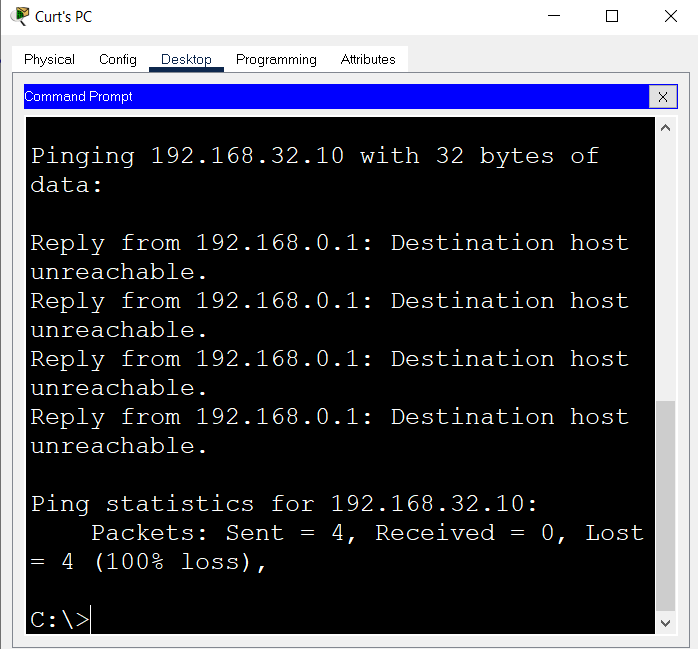 Curt's PC
Physical Config Desktop Programming Attributes
Command Prompt
X
Pinging 192.168.32.10 with 32 bytes of
data:
Reply from 192.168.0.1: Destination host
unreachable.
Reply from 192.168.0.1: Destination host
unreachable.
Reply from 192.168.0.1: Destination host
unreachable.
Reply from 192.168.0.1: Destination host
unreachable.
Ping statistics for 192.168.32.10:
Packets: Sent = 4, Received = 0, Lost
= 4 (100% loss),
C:\>